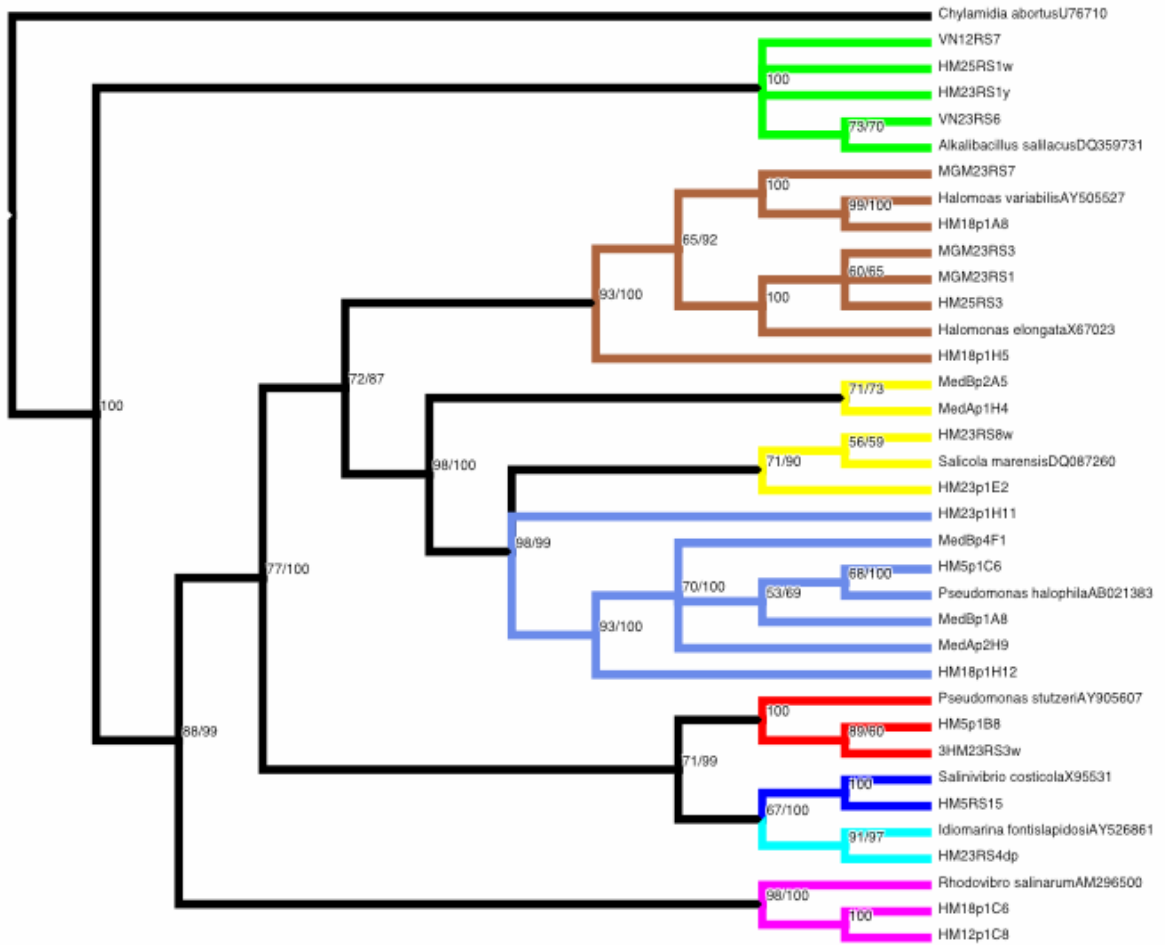 Chylamidia abortusU76710
VN12RS7
HM25RS1w
100
HM23RS1y
VN23RS6
73/70
Alkalibacillus salilacusDQ359731
MGM23RS7
100
Halomoas variabilisAY505527
99/100
HM18p1A8
65/92
MGM23RS3
60/65
MGM23RS1
93/100
100
HM25RS3
Halomonas elongataX67023
HM18p1H5
72/87
MedBp2A5
71/73
100
MedAp1H4
HM23RS8w
56/59
98/100
71/90
Salicola marensisDQ087260
HM23p1E2
HM23p1H11
98/99
MedBp4F1
77/100
HM5p1C6
68/100
70/100
53/69
Pseudomonas halophilaAB021383
MedBp1A8
93/100
MedAp2H9
HM18p1H12
Pseudomonas stutzeriAY905607
100
HM5p1B8
88/99
89/60
3HM23RS3w
71/99
Salinivibrio costicolaX95531
100
HM5RS15
67/100
Idiomarina fontislapidosiAY526861
91/97
HM23RS4dp
Rhodovibro salinarumAM296500
98/100
HM18p1C6
100
HM12p1C8